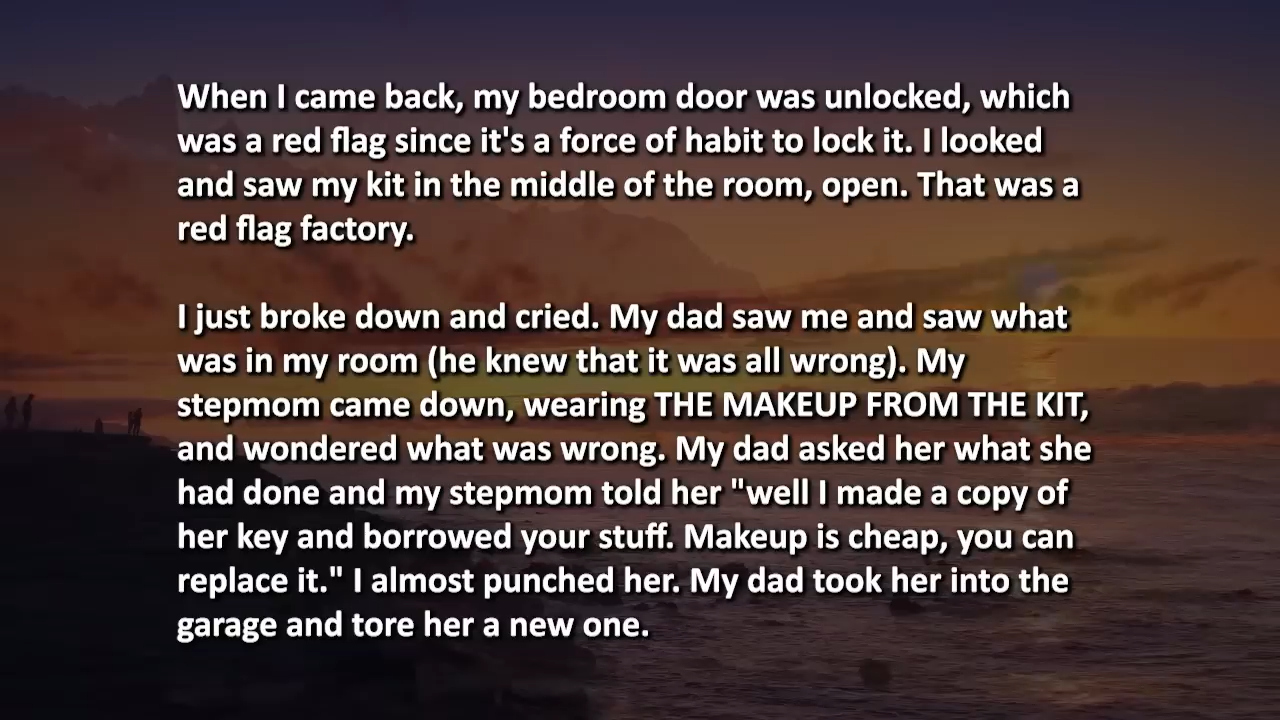 When I came back, my bedroom door was unlocked, which
was a red flag since it's a force of habit to lock it. I looked
and saw my kit in the middle of the room, open. That was a
red flag factory.
I just broke down and cried. My dad saw me and saw what
was in my room (he knew that it was all wrong). My
stepmom came down, wearing THE MAKEUP FROM THE KIT,
and wondered what was wrong. My dad asked her what she
had done and my stepmom told her "well I made a copy of
her key and borrowed your stuff. Makeup is cheap, you can
replace it." I almost punched her. My dad took her into the
garage and tore her a new one.